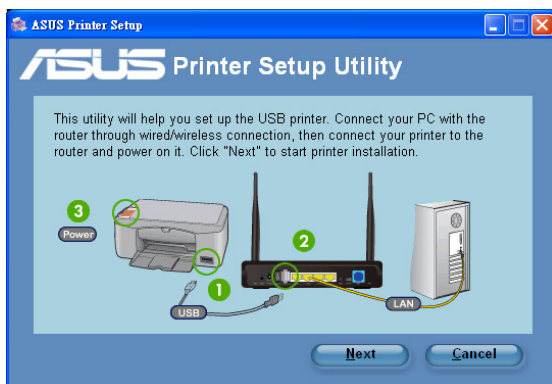 ASUS Printer Setup
ASUS Printer Setup Utility
This utility will help you set up the USB printer. Connect your PC with the
router through wired/wireless connection, then connect your printer to the
router and power on it. Click "Next" to start printer installation.
3
Power
2
1
USB
LAN
Next
Cancel